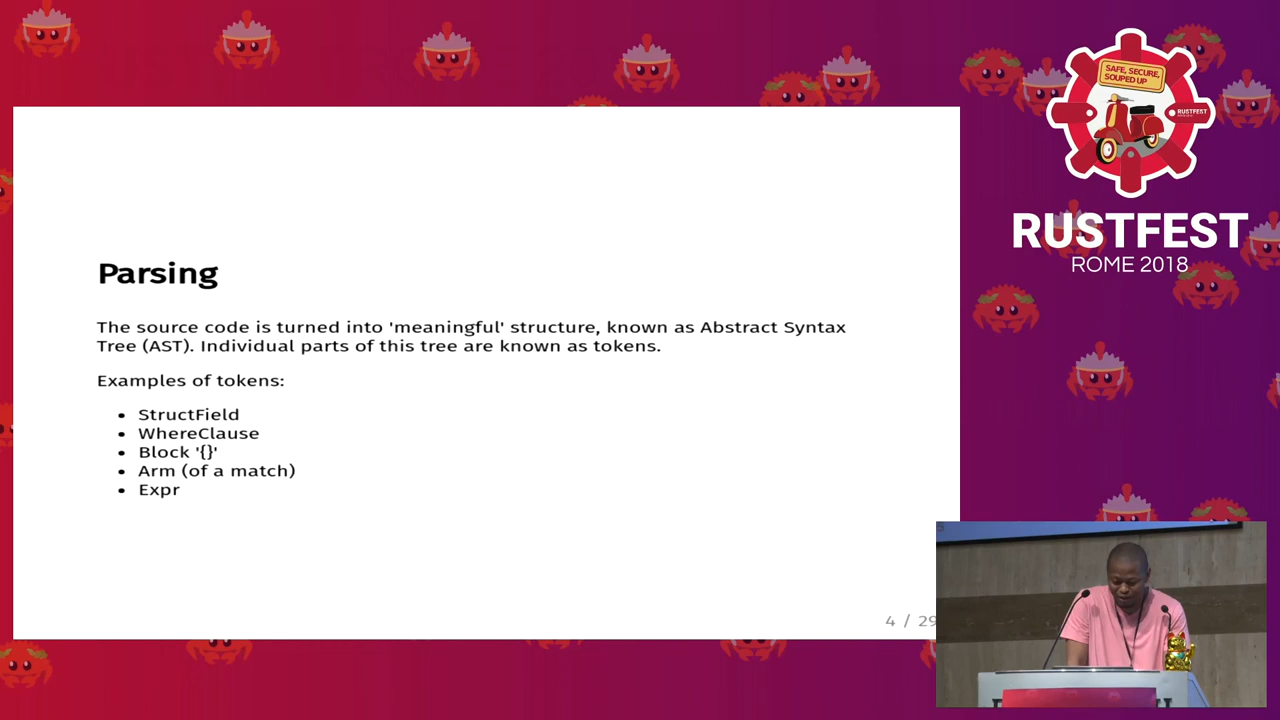 SAFE, SECURE,
SOUPED UP
RUSTFEST
RUSTFEST
ROME 2018
Parsing
The source code is turned into 'meaningful' structure, known as Abstract Syntax
Tree (AST). Individual parts of this tree are known as tokens.
Examples of tokens:
• StructField
• WhereClause
• Block '{}'
• Arm (of a match)
• Expr
4 / 29